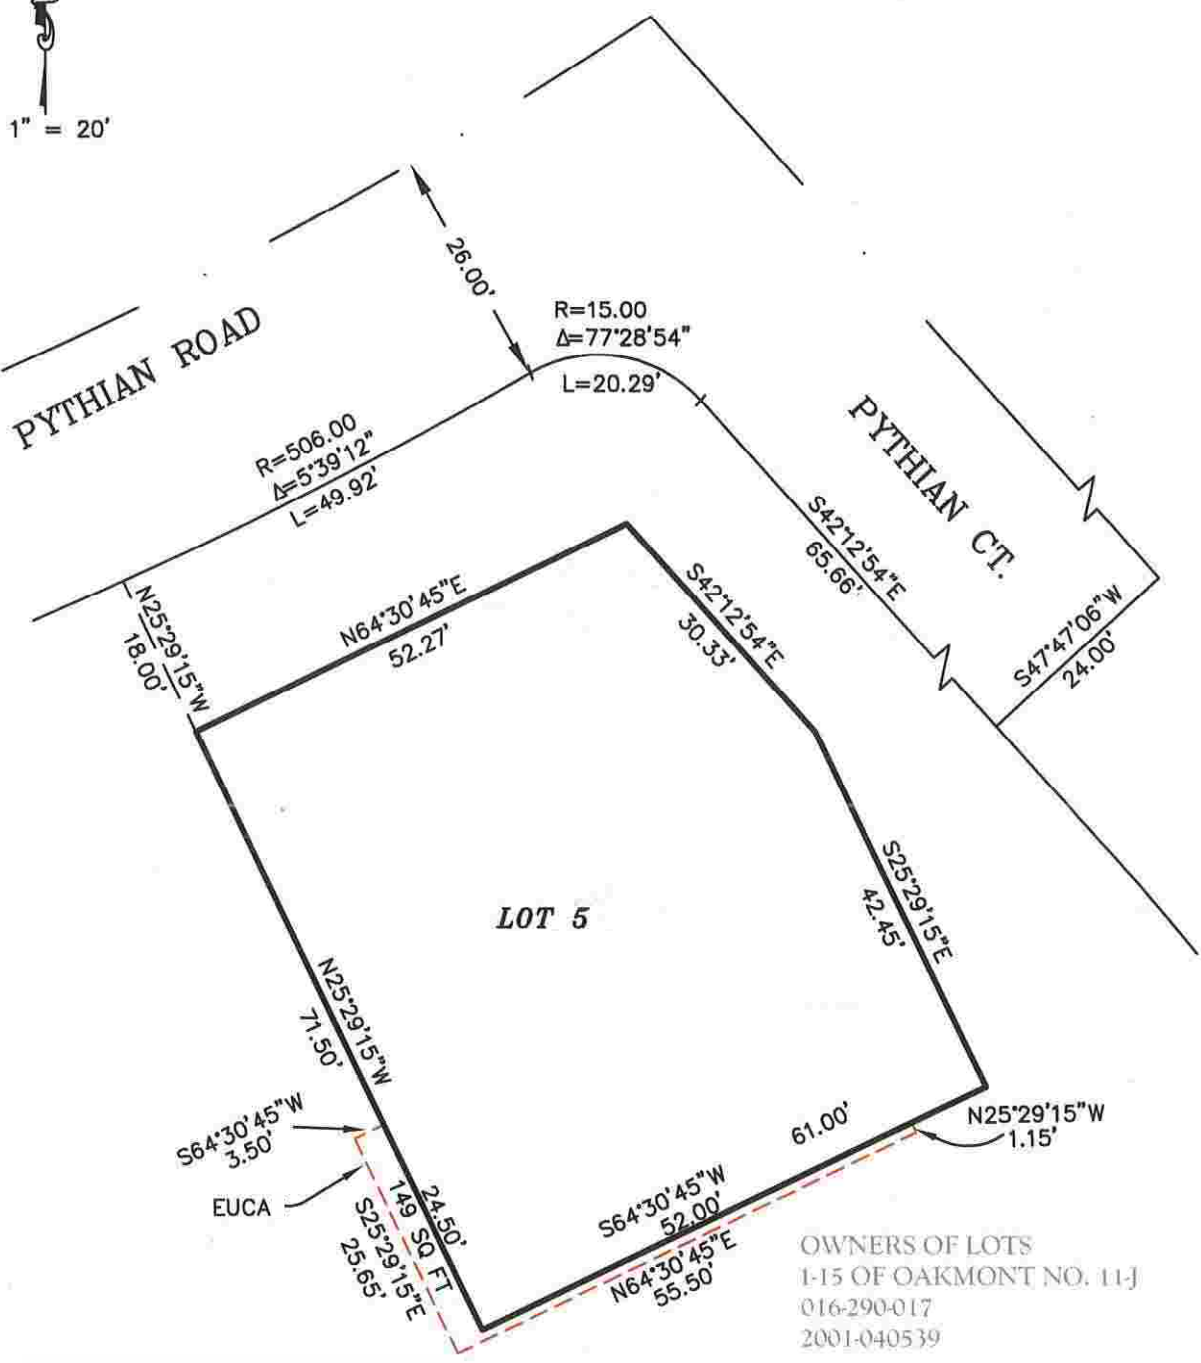 1" = 20'
26.00'
PYTHIAN ROAD
R=15.00
Δ=77°28'54"
L=20.29'
R=506.00
Δ=5°39'12"
L=49.92'
PYTHIAN CT.
S42°12'54"E
65.66'
S47°47'06"W
24.00'
N25°29'15"W
18.00'
N64°30'45"E
52.27'
S42°12'54"E
30.33'
S25°29'15"E
42.45'
LOT 5
N25°29'15"W
71.50'
S64°30'45"W
3.50'
EUCA
24.50'
149 SQ FT
S25°29'15"E
25.65'
61.00'
N25°29'15"W
1.15'
S64°30'45"W
52.00'
N64°30'45"E
55.50'
OWNERS OF LOTS
1-15 OF OAKMONT NO. 11-J
016-290-017
2001-040539